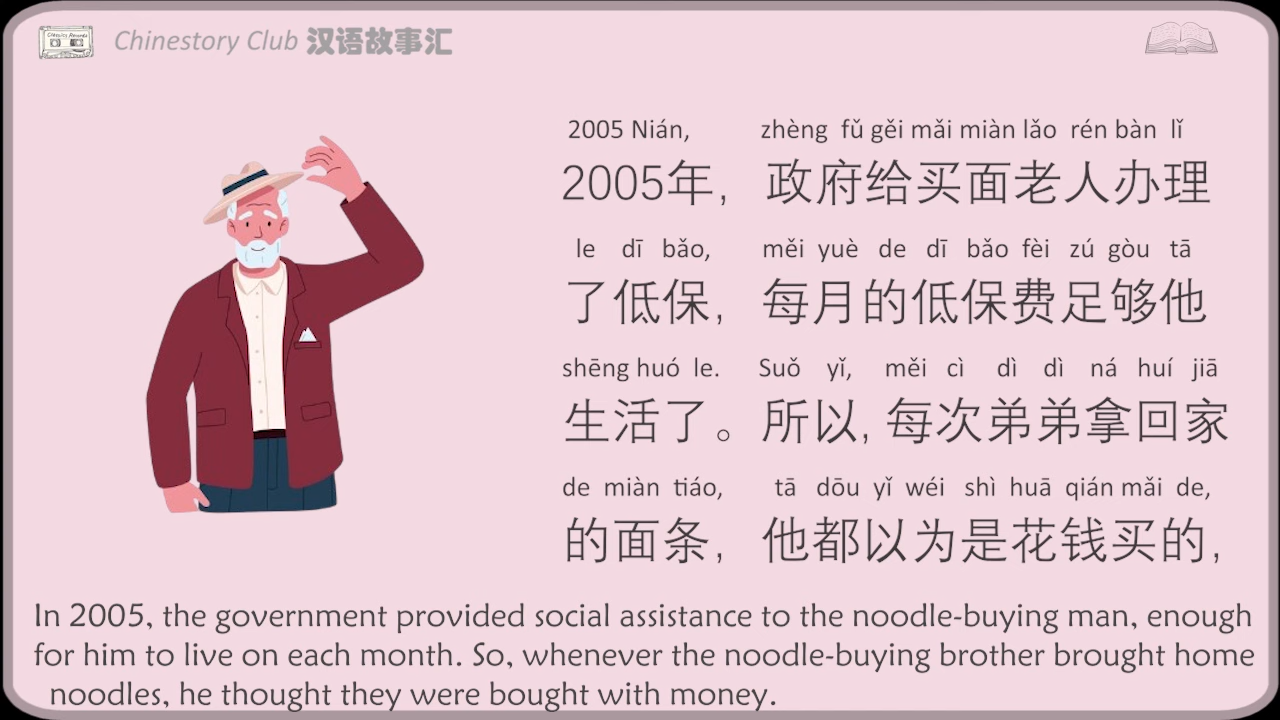 Classics Records
Chinestory Club 汉语故事汇
2005 Nián, zhèng fǔ gěi mǎi miàn lǎo rén bàn lǐ
2005年, 政府给买面老人办理
le dī bǎo, měi yuè de dī bǎo fèi zú gòu tā
了低保, 每月的低保费足够他
shēng huó le. Suǒ yǐ, měi cì dì dì ná huí jiā
生活了。所以, 每次弟弟拿回家
de miàn tiáo, tā dōu yǐ wéi shì huā qián mǎi de,
的面条, 他都以为是花钱买的,
In 2005, the government provided social assistance to the noodle-buying man, enough
for him to live on each month. So, whenever the noodle-buying brother brought home
noodles, he thought they were bought with money.